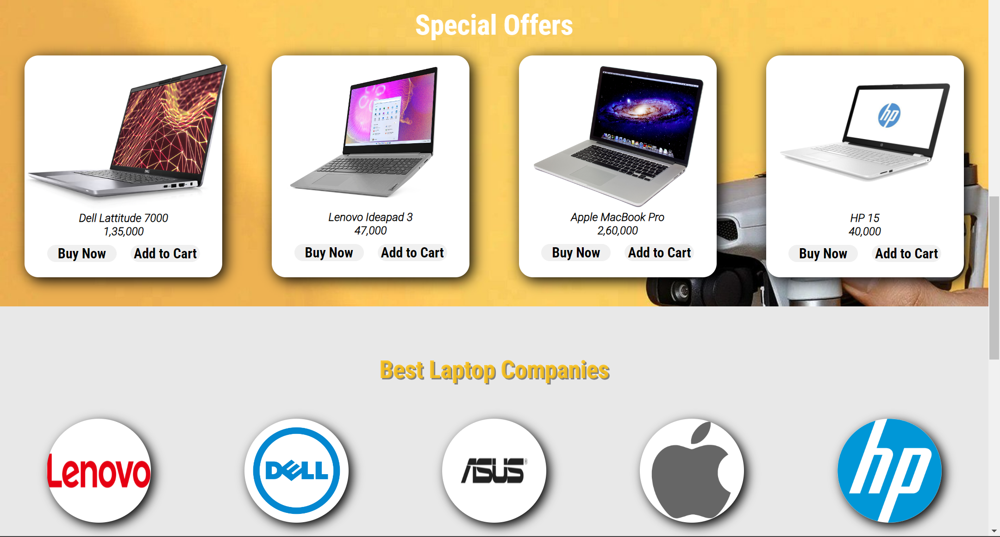 Special Offers
Dell Lattitude 7000
1,35,000
Buy Now Add to Cart
Lenovo Ideapad 3
47,000
Buy Now Add to Cart
Apple MacBook Pro
2,60,000
Buy Now Add to Cart
hp
HP 15
40,000
Buy Now Add to Cart
Best Laptop Companies
Lenovo
DELL
ASUS®
hp